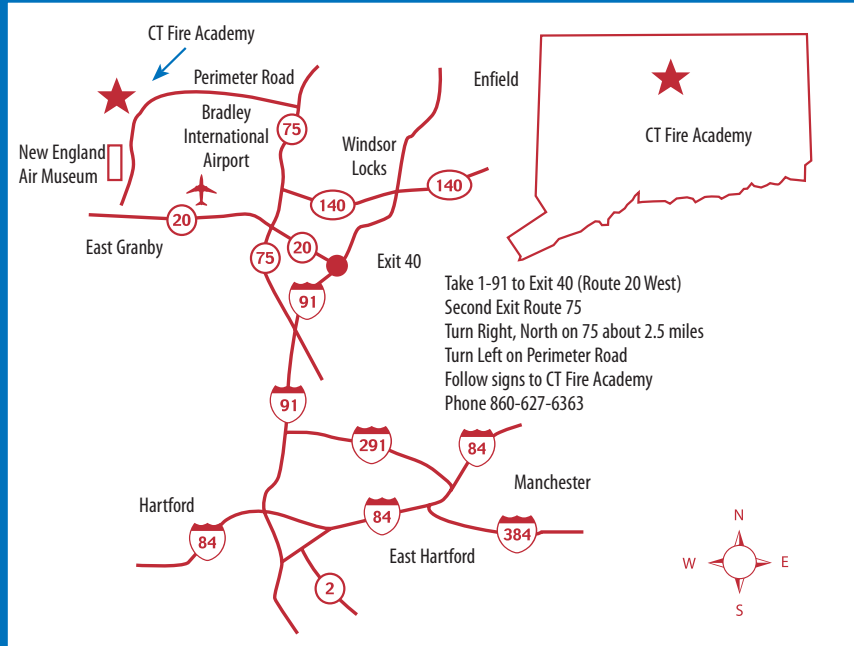 CT Fire Academy
Perimeter Road
Enfield
Bradley
International
Airport
75
Windsor
Locks
CT Fire Academy
New England
Air Museum
140
140
20
East Granby
75
20
Exit 40
91
Take 1-91 to Exit 40 (Route 20 West)
Second Exit Route 75
Turn Right, North on 75 about 2.5 miles
Turn Left on Perimeter Road
Follow signs to CT Fire Academy
Phone 860-627-6363
91
291
84
Manchester
Hartford
84
84
384
East Hartford
2
N
W
E
S